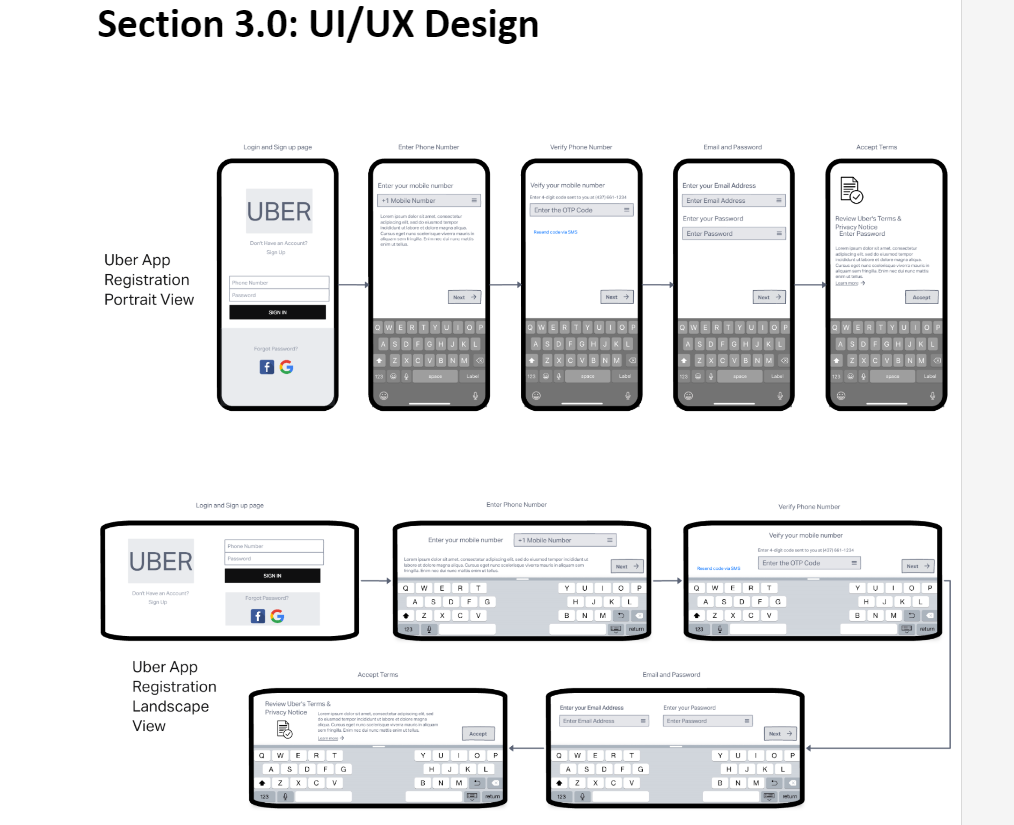 Section 3.0: UI/UX Design
Login and Sign up page
Enter Phone Number
Verify Phone Number
Email and Password
Accept Terms
Uber App
Registration
Portrait View
UBER
Don't Have an Account?
Sign Up
Phone Number
Password
SIGN IN
Forgot Password?
Enter your mobile number
+1 Mobile Number
Lorem ipsum dolor sit amet, consectetur
adipiscing elit, sed do eiusmod tempor
incididunt ut labore et dolore magna aliqua.
Cursus eget nunc scelerisque viverra mauris in
aliquam sem fringilla. Enim nec dui nunc mattis
enim ut.
Next
Q W E R T Y U I O P
A S D F G H J K L
Z X C V B N M
123 space Label
Veify your mobile number
Enter 4-digit code sent to you at (437) 661-1234
Enter the OTP Code
Resend code via SMS
Next
Q W E R T Y U I O P
A S D F G H J K L
Z X C V B N M
123 space Label
Enter your Email Address
Enter Email Address
Enter your Password
Enter Password
Next
Q W E R T Y U I O P
A S D F G H J K L
Z X C V B N M
123 space Label
Review Uber's Terms &
Privacy Notice
Enter Password
Lorem ipsum dolor sit amet, consectetur
adipiscing elit, sed do eiusmod tempor
incididunt ut labore et dolore magna aliqua.
Cursus eget nunc scelerisque viverra mauris in
aliquam sem fringilla. Enim nec dui nunc mattis
enim ut.
Learn more
Accept
Q W E R T Y U I O P
A S D F G H J K L
Z X C V B N M
123 space Label
Login and Sign up page
Enter Phone Number
Verify Phone Number
UBER
Don't Have an Account?
Sign Up
Phone Number
Password
SIGN IN
Forgot Password?
Enter your mobile number
+1 Mobile Number
Lorem ipsum dolor sit amet, consectetur adipiscing elit, sed do eiusmod tempor incididunt
ut labore et dolore magna aliqua. Cursus eget nunc scelerisque viverra mauris in aliquam sem
fringilla. Enim nec dui nunc mattis enim ut.
Next
Q W E R T Y U I O P
A S D F G H J K L
Z X C V B N M
123 return
Veify your mobile number
Enter 4-digit code sent to you at (437) 661-1234
Enter the OTP Code
Resend code via SMS
Next
Q W E R T Y U I O P
A S D F G H J K L
Z X C V B N M
123 return
Uber App
Registration
Landscape
View
Accept Terms
Email and Password
Review Uber's Terms &
Privacy Notice
Lorem ipsum dolor sit amet, consectetur adipiscing elit, sed
do eiusmod tempor incididunt ut labore et dolore magna
aliqua. Cursus eget nunc scelerisque viverra mauris in aliquam
sem fringilla. Enim nec dui nunc mattis enim ut.
Learn more
Accept
Q W E R T Y U I O P
A S D F G H J K L
Z X C V B N M
123 return
Enter your Email Address
Enter your Password
Enter Email Address
Enter Password
Next
Q W E R T Y U I O P
A S D F G H J K L
Z X C V B N M
123 return